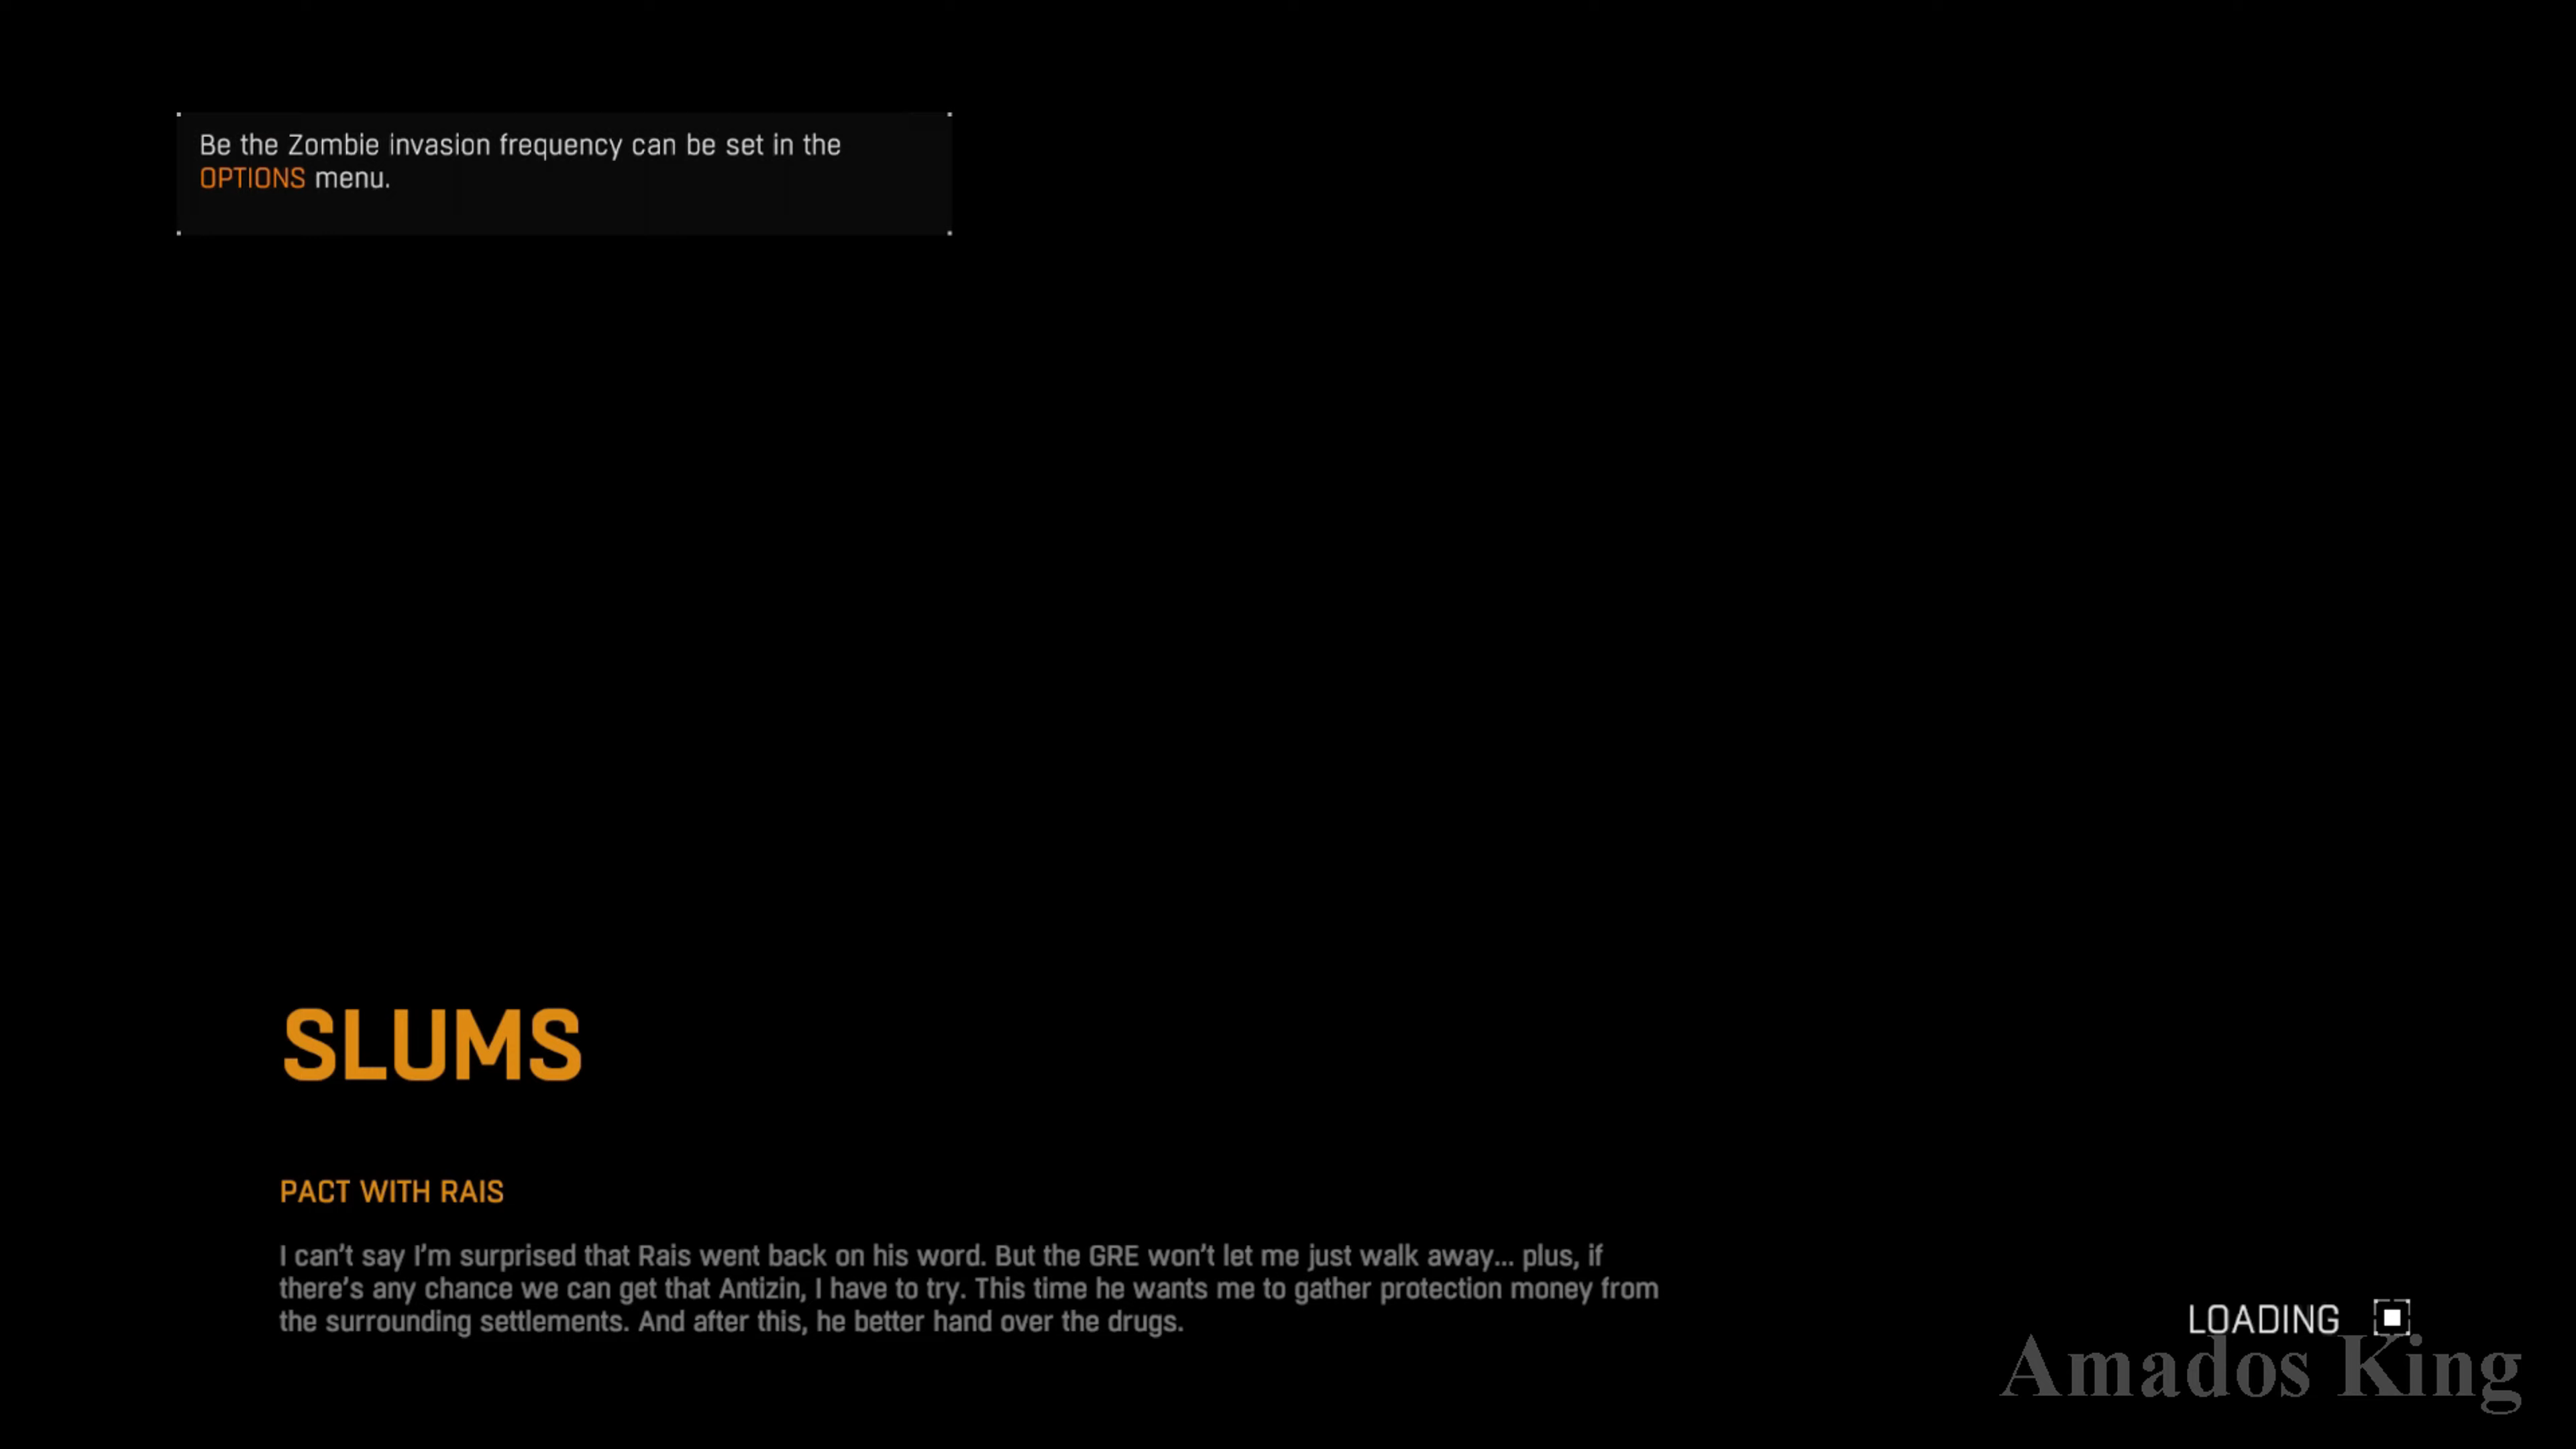 Be the Zombie invasion frequency can be set in the
OPTIONS menu.
SLUMS
PACT WITH RAIS
I can't say I'm surprised that Rais went back on his word. But the GRE won't let me just walk away... plus, if
there's any chance we can get that Antizin, I have to try. This time he wants me to gather protection money from
the surrounding settlements. And after this, he better hand over the drugs.
LOADING
Amados King